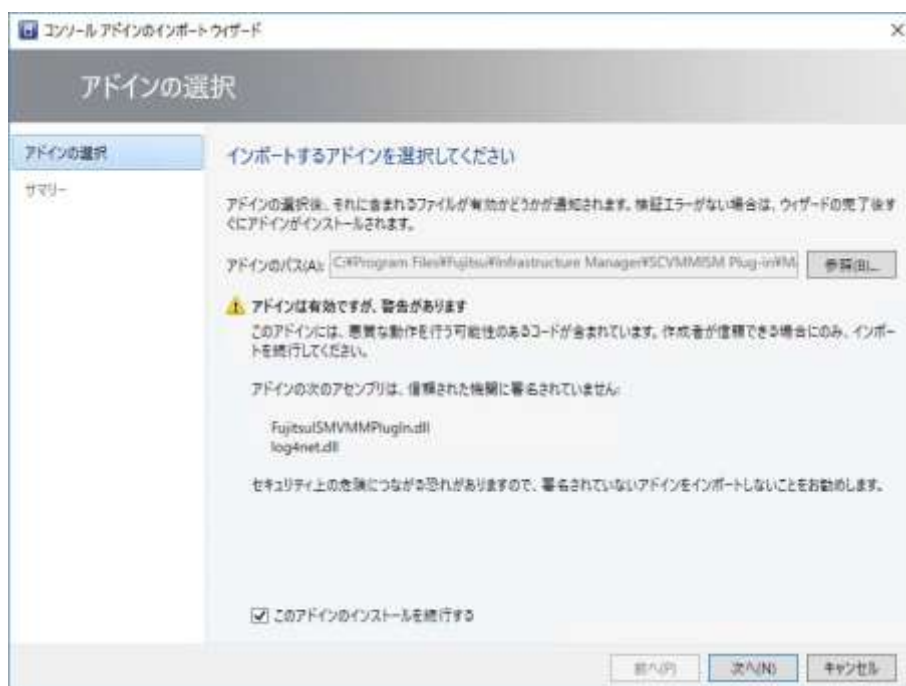 コンソール アドインのインポート ウィザード
アドインの選択
アドインの選択
サマリー
インポートするアドインを選択してください
アドインの選択後、それに含まれるファイルが有効かどうかが通知されます。検証エラーがない場合は、ウィザードの完了後す
ぐにアドインがインストールされます。
アドインのパス(A): C:¥Program Files¥Fujitsu¥Infrastructure Manager¥SCVMMISM Plug-in¥M
参照(B)...
アドインは有効ですが、警告があります
このアドインには、悪質な動作を行う可能性のあるコードが含まれています。作成者が信頼できる場合にのみ、インポー
トを続行してください。
アドインの次のアセンブリは、信頼された機関に署名されていません:
FujitsuISMVMMPlugIn.dll
log4net.dll
セキュリティ上の危険につながる恐れがありますので、署名されていないアドインをインポートしないことをお勧めします。
このアドインのインストールを続行する
前へ(P)
次へ(N)
キャンセル